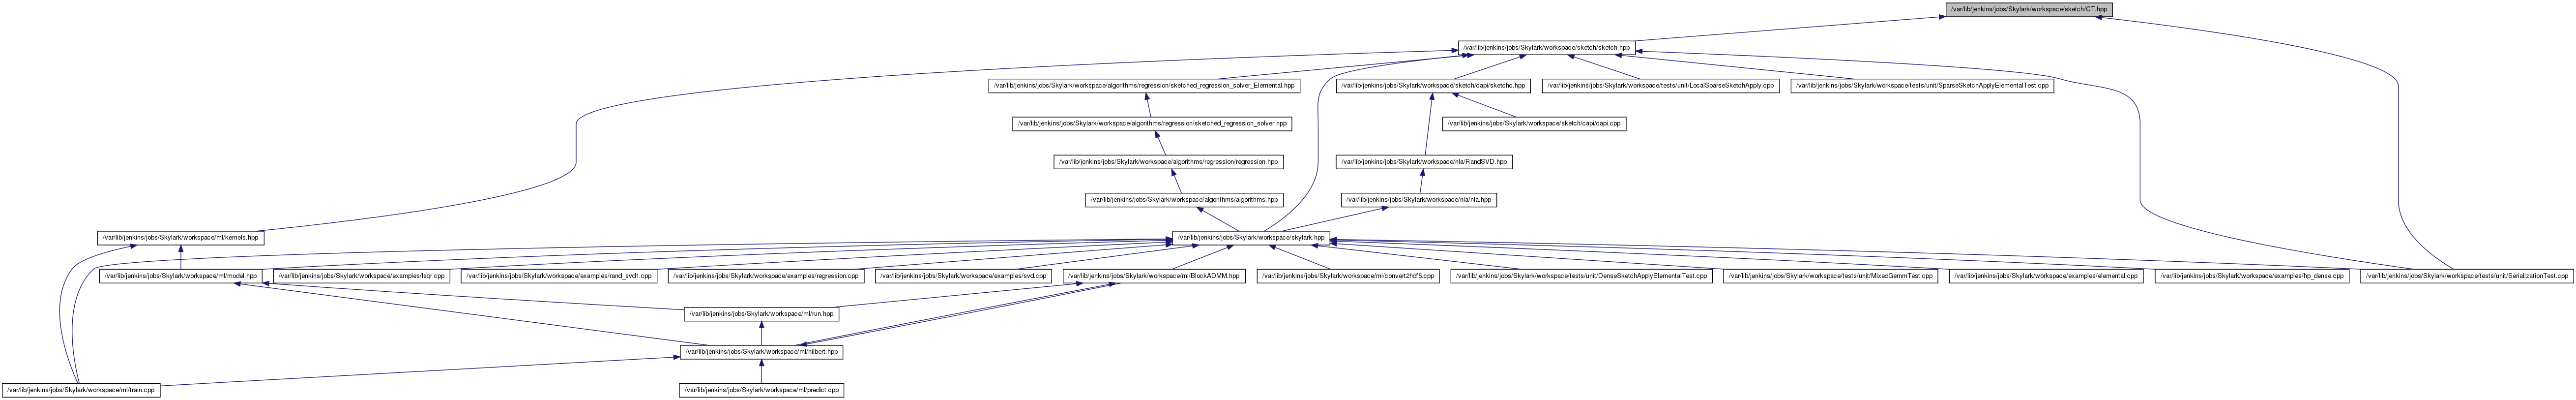 /var/lib/jenkins/jobs/Skylark/workspace/sketch/CT.hpp
/var/lib/jenkins/jobs/Skylark/workspace/sketch/sketch.hpp
/var/lib/jenkins/jobs/Skylark/workspace/algorithms/regression/sketched_regression_solver_Elemental.hpp
/var/lib/jenkins/jobs/Skylark/workspace/sketch/capi/sketchc.hpp
/var/lib/jenkins/jobs/Skylark/workspace/tests/unit/LocalSparseSketchApply.cpp
/var/lib/jenkins/jobs/Skylark/workspace/tests/unit/SparseSketchApplyElementalTest.cpp
/var/lib/jenkins/jobs/Skylark/workspace/algorithms/regression/sketched_regression_solver.hpp
/var/lib/jenkins/jobs/Skylark/workspace/sketch/capi/capi.cpp
/var/lib/jenkins/jobs/Skylark/workspace/algorithms/regression/regression.hpp
/var/lib/jenkins/jobs/Skylark/workspace/nla/RandSVD.hpp
/var/lib/jenkins/jobs/Skylark/workspace/algorithms/algorithms.hpp
/var/lib/jenkins/jobs/Skylark/workspace/nla/nla.hpp
/var/lib/jenkins/jobs/Skylark/workspace/ml/kernels.hpp
/var/lib/jenkins/jobs/Skylark/workspace/skylark.hpp
/var/lib/jenkins/jobs/Skylark/workspace/ml/model.hpp
/var/lib/jenkins/jobs/Skylark/workspace/examples/lsqr.cpp
/var/lib/jenkins/jobs/Skylark/workspace/examples/rand_svd1.cpp
/var/lib/jenkins/jobs/Skylark/workspace/examples/regression.cpp
/var/lib/jenkins/jobs/Skylark/workspace/examples/svd.cpp
/var/lib/jenkins/jobs/Skylark/workspace/ml/BlockADMM.hpp
/var/lib/jenkins/jobs/Skylark/workspace/ml/convert2hdf5.cpp
/var/lib/jenkins/jobs/Skylark/workspace/tests/unit/DenseSketchApplyElementalTest.cpp
/var/lib/jenkins/jobs/Skylark/workspace/tests/unit/MixedGemmTest.cpp
/var/lib/jenkins/jobs/Skylark/workspace/examples/elemental.cpp
/var/lib/jenkins/jobs/Skylark/workspace/examples/hp_dense.cpp
/var/lib/jenkins/jobs/Skylark/workspace/tests/unit/SerializationTest.cpp
/var/lib/jenkins/jobs/Skylark/workspace/ml/run.hpp
/var/lib/jenkins/jobs/Skylark/workspace/ml/hilbert.hpp
/var/lib/jenkins/jobs/Skylark/workspace/ml/train.cpp
/var/lib/jenkins/jobs/Skylark/workspace/ml/predict.cpp